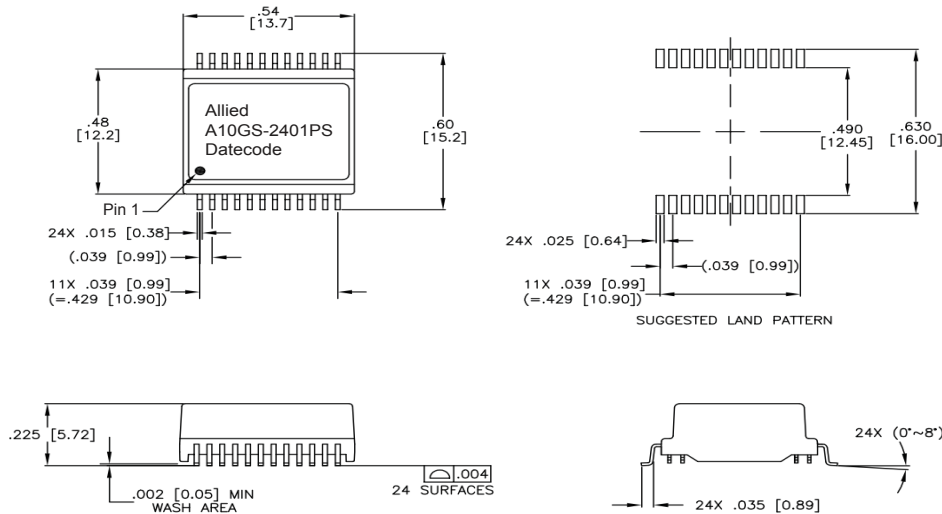 .54
[13.7]
.48
[12.2]
Allied
A10GS-2401PS
Datecode
.60
[15.2]
Pin 1
24X .015 [0.38]
(.039 [0.99])
11X .039 [0.99]
(=.429 [10.90])
.490
[12.45]
.630
[16.00]
24X .025 [0.64]
(.039 [0.99])
11X .039 [0.99]
(=.429 [10.90])
SUGGESTED LAND PATTERN
.225 [5.72]
.002 [0.05] MIN
WASH AREA
.004
24 SURFACES
24X (0°~8°)
24X .035 [0.89]